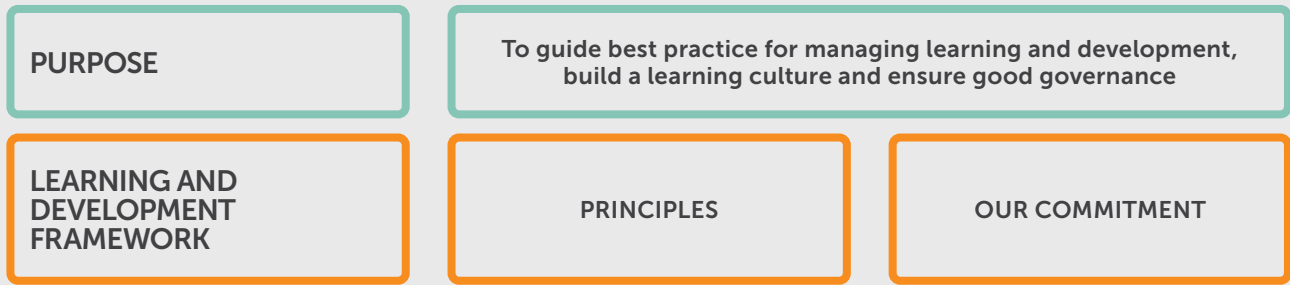 PURPOSE
To guide best practice for managing learning and development,
build a learning culture and ensure good governance
LEARNING AND
DEVELOPMENT
FRAMEWORK
PRINCIPLES
OUR COMMITMENT